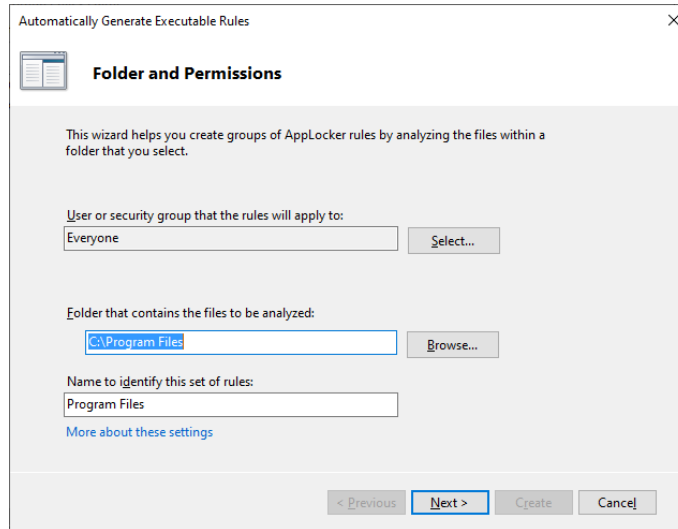 Automatically Generate Executable Rules
Folder and Permissions
This wizard helps you create groups of AppLocker rules by analyzing the files within a
folder that you select.
User or security group that the rules will apply to:
Everyone
Select...
Folder that contains the files to be analyzed:
C:\Program Files
Browse...
Name to identify this set of rules:
Program Files
More about these settings
< Previous
Next >
Create
Cancel